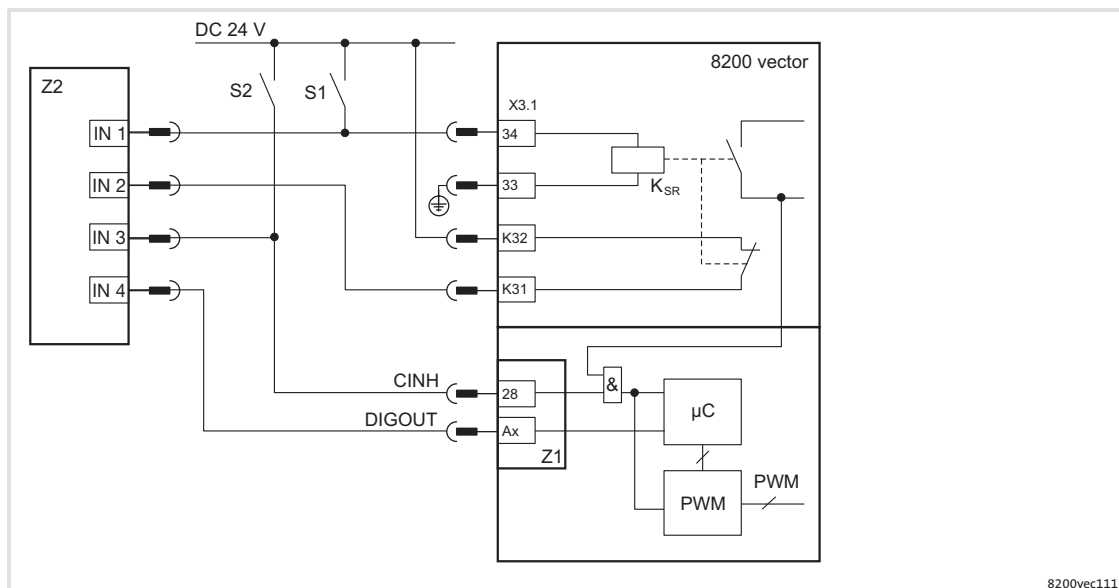 DC 24 V
8200 vector
Z2
S2
S1
X3.1
IN 1
34
IN 2
33
K_SR
IN 3
K32
IN 4
K31
CINH
28
&
µC
DIGOUT
Ax
Z1
PWM
PWM
8200vec111